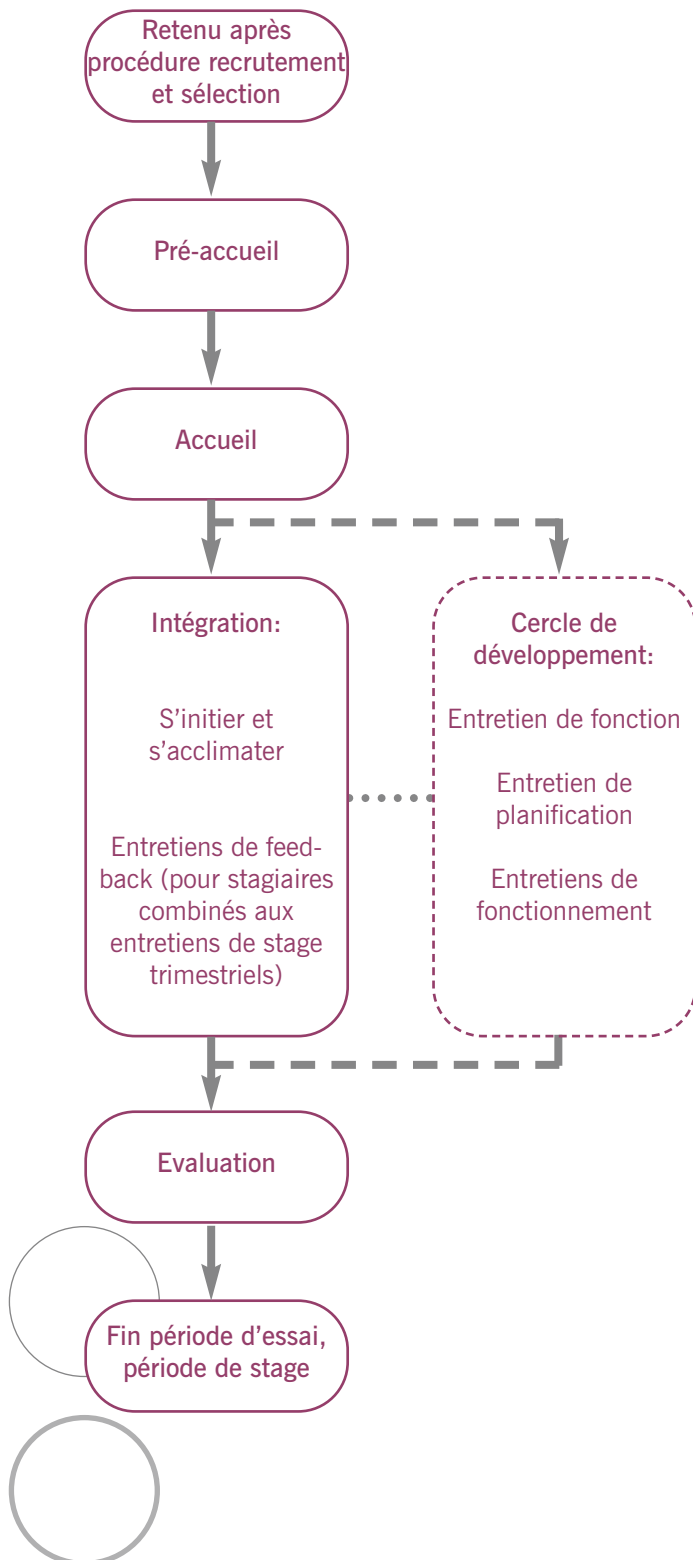 Retenu après
procédure recrutement
et sélection
Pré-accueil
Accueil
Intégration:
S’initier et
s’acclimater
Entretiens de feed-
back (pour stagiaires
combinés aux
entretiens de stage
trimestriels)
Cercle de
développement:
Entretien de fonction
Entretien de
planification
Entretiens de
fonctionnement
Evaluation
Fin période d’essai,
période de stage